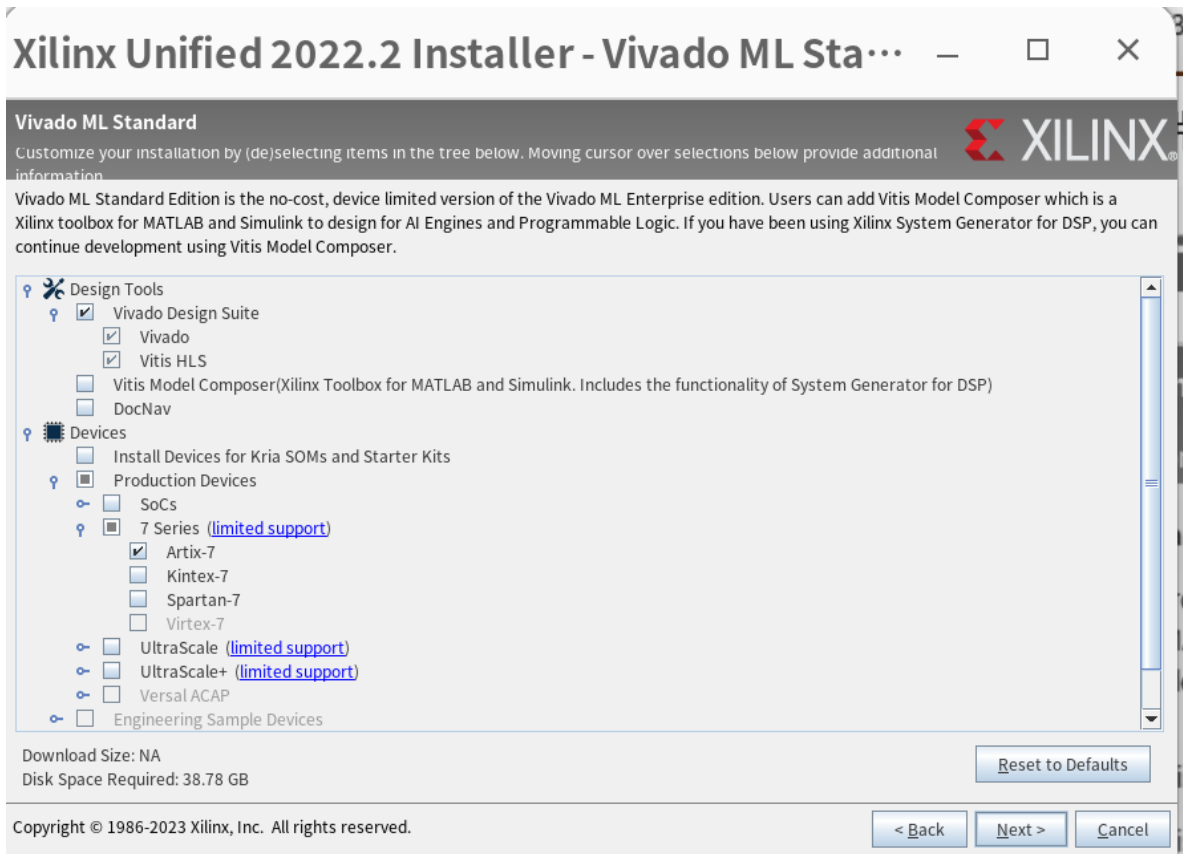 Xilinx Unified 2022.2 Installer - Vivado ML Sta···
Vivado ML Standard
Customize your installation by (de)selecting items in the tree below. Moving cursor over selections below provide additional
information.
XILINX®
Vivado ML Standard Edition is the no-cost, device limited version of the Vivado ML Enterprise edition. Users can add Vitis Model Composer which is a
Xilinx toolbox for MATLAB and Simulink to design for AI Engines and Programmable Logic. If you have been using Xilinx System Generator for DSP, you can
continue development using Vitis Model Composer.
Design Tools
Vivado Design Suite
Vivado
Vitis HLS
Vitis Model Composer(Xilinx Toolbox for MATLAB and Simulink. Includes the functionality of System Generator for DSP)
DocNav
Devices
Install Devices for Kria SOMs and Starter Kits
Production Devices
SoCs
7 Series (limited support)
Artix-7
Kintex-7
Spartan-7
Virtex-7
UltraScale (limited support)
UltraScale+ (limited support)
Versal ACAP
Engineering Sample Devices
Download Size: NA
Disk Space Required: 38.78 GB
Reset to Defaults
Copyright © 1986-2023 Xilinx, Inc. All rights reserved.
< Back
Next >
Cancel